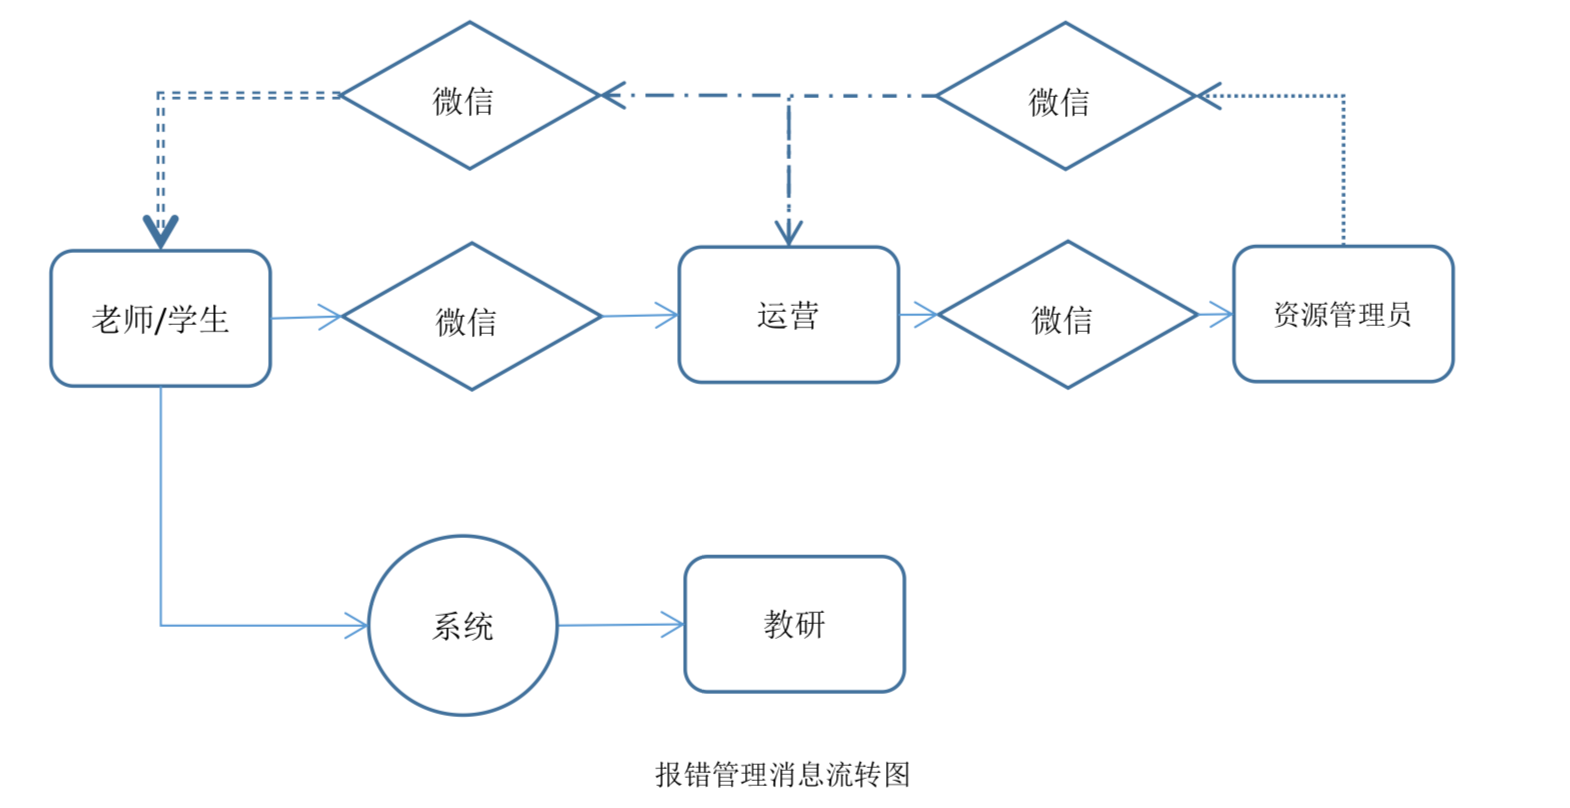 微信
微信
老师/学生
微信
运营
微信
资源管理员
系统
教研
报错管理消息流转图